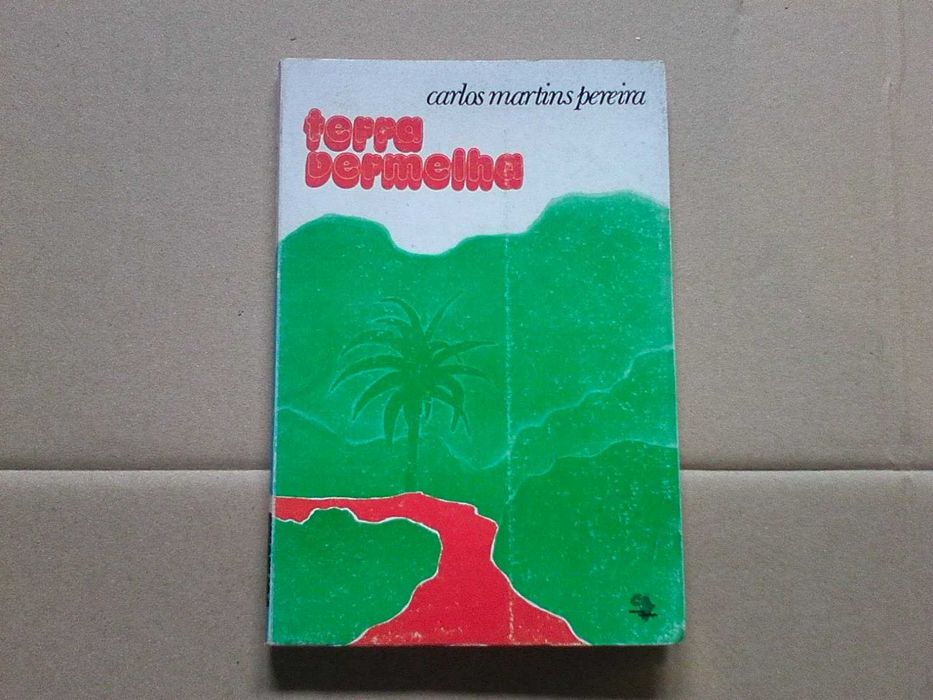 carlos martins pereira
terra
vermelha